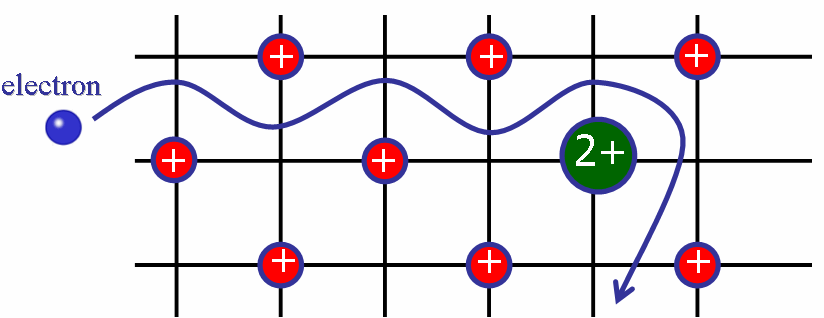 + + +
electron
+ + 2+
+ + +